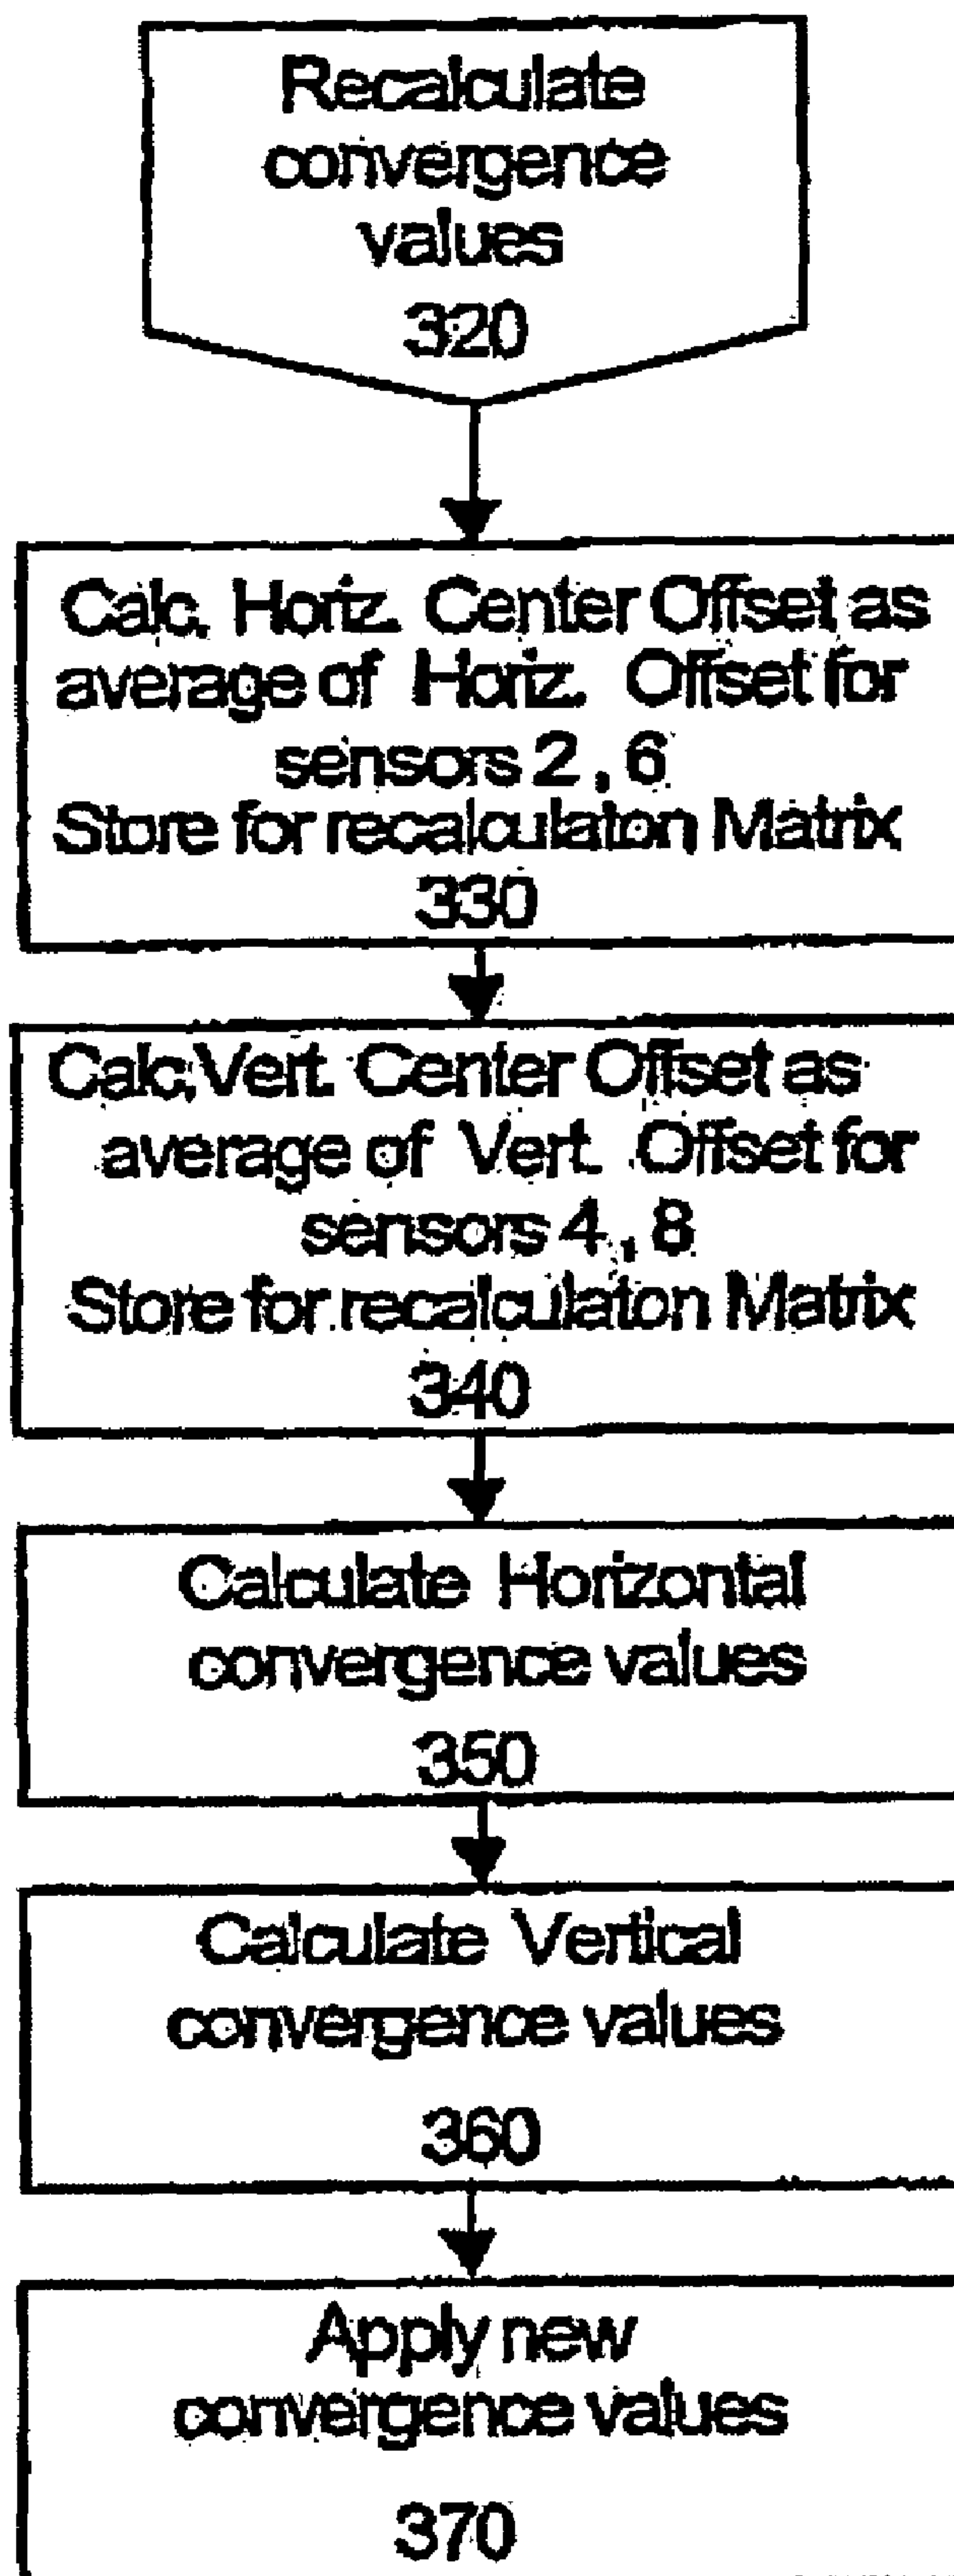 Recalculate
convergence
values
320
Calc. Horiz. Center Offset as
average of Horiz. Offset for
sensors 2 , 6
Store for recalculaton Matrix
330
Calc.Vert. Center Offset as
average of Vert. Offset for
sensors 4 , 8
Store for recalculaton Matrix
340
Calculate Horizontal
convergence values
350
Calculate Vertical
convergence values
360
Apply new
convergence values
370